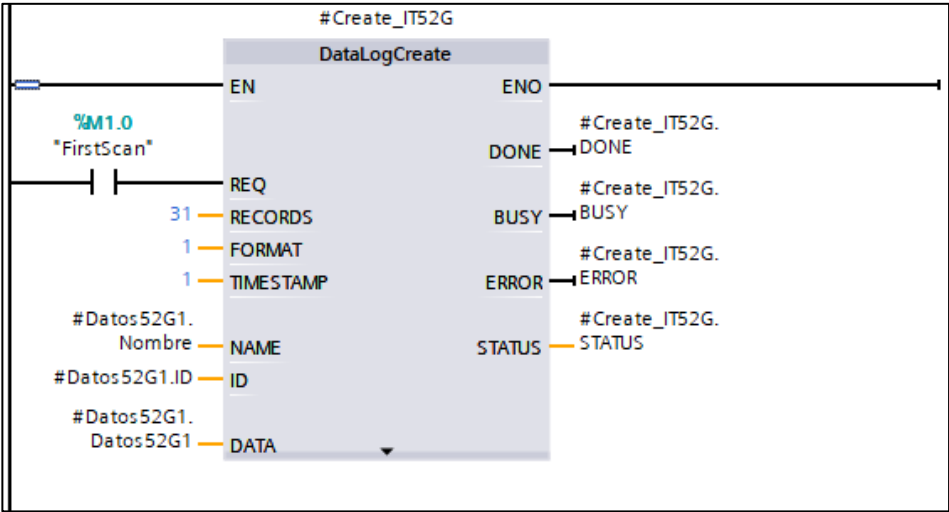 #Create_IT52G
DataLogCreate
EN
ENO
%M1.0
"FirstScan"
#Create_IT52G.
DONE
DONE
REQ
#Create_IT52G.
BUSY
BUSY
31
RECORDS
1
FORMAT
#Create_IT52G.
ERROR
ERROR
1
TIMESTAMP
#Datos52G1.
Nombre
NAME
#Create_IT52G.
STATUS
STATUS
#Datos52G1.ID
ID
#Datos52G1.
Datos52G1
DATA